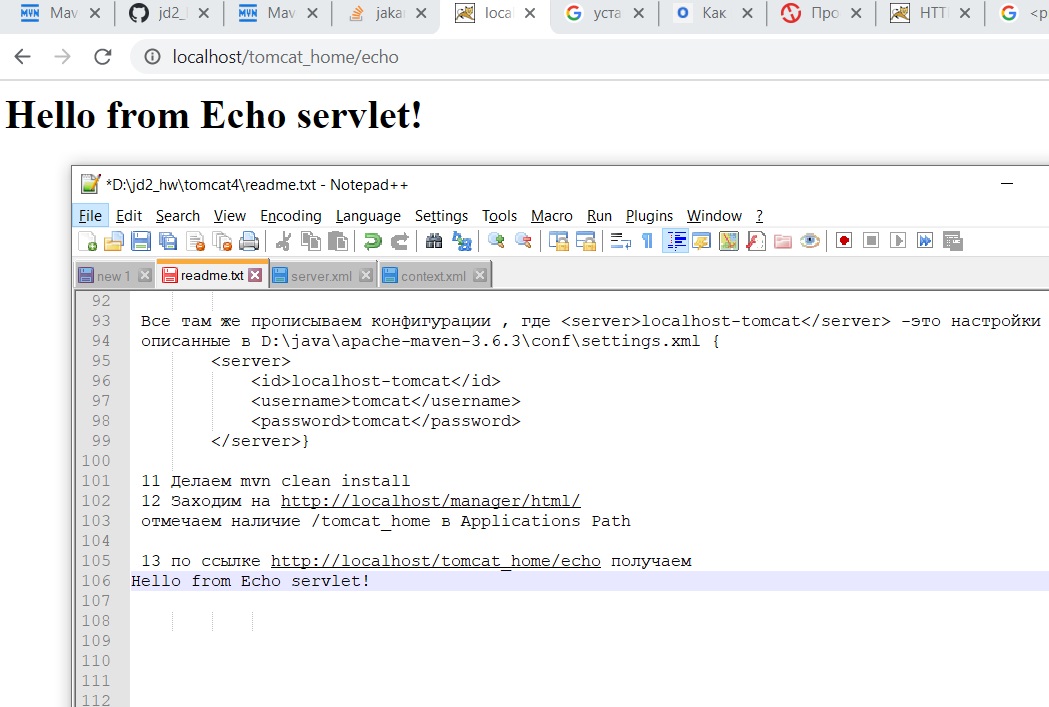 Mav
jd2_
Mav
jaka
loca
уста
Как
Про
HTT
<р
localhost/tomcat_home/echo
Hello from Echo servlet!
*D:\jd2_hw\tomcat4\readme.txt - Notepad++
File Edit Search View Encoding Language Settings Tools Macro Run Plugins Window ?
new 1 readme.txt server.xml context.xml
92
93 Все там же прописываем конфигурации , где <server>localhost-tomcat</server> -это настройки
94 описанные в D:\java\apache-maven-3.6.3\conf\settings.xml {
95 <server>
96 <id>localhost-tomcat</id>
97 <username>tomcat</username>
98 <password>tomcat</password>
99 </server>}
100
101 11 Делаем mvn clean install
102 12 Заходим на http://localhost/manager/html/
103 отмечаем наличие /tomcat_home в Applications Path
104
105 13 по ссылке http://localhost/tomcat_home/echo получаем
106 Hello from Echo servlet!
107
108
109
110
111
112